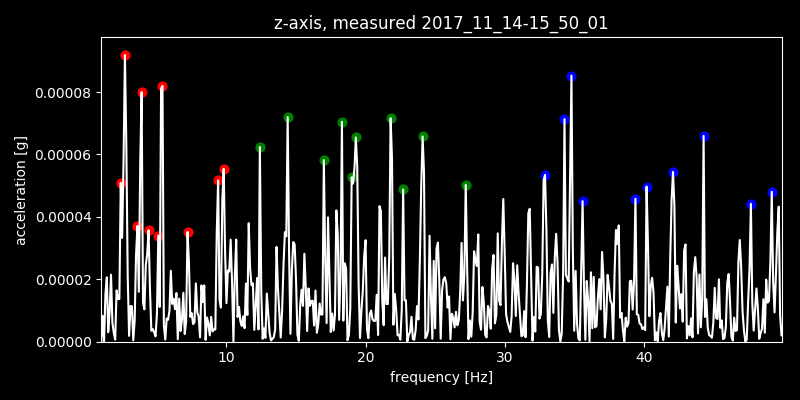 z-axis, measured 2017_11_14-15_50_01
acceleration [g]
0.00008
0.00006
0.00004
0.00002
0.00000
10 20 30 40
frequency [Hz]